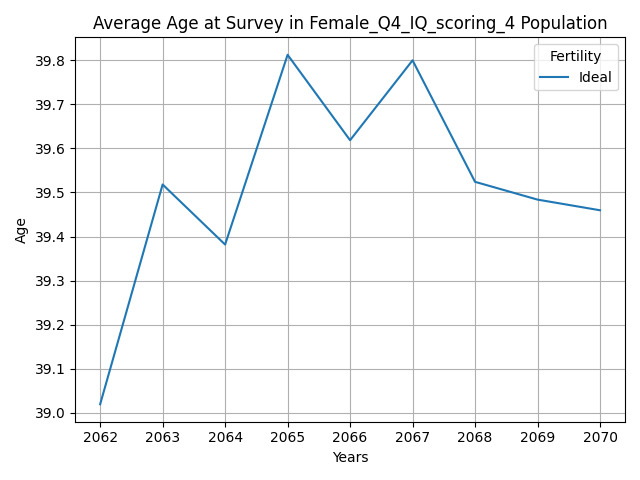 Average Age at Survey in Female_Q4_IQ_scoring_4 Population
Fertility
Ideal
39.8
39.7
39.6
39.5
39.4
39.3
39.2
39.1
39.0
Age
2062 2063 2064 2065 2066 2067 2068 2069 2070
Years